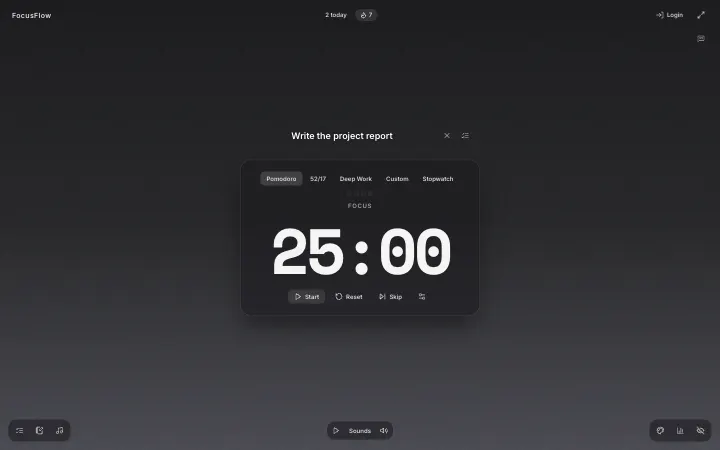 FocusFlow
2 today
7
Login
Write the project report
Pomodoro
52/17
Deep Work
Custom
Stopwatch
FOCUS
25:00
Start
Reset
Skip
Sounds